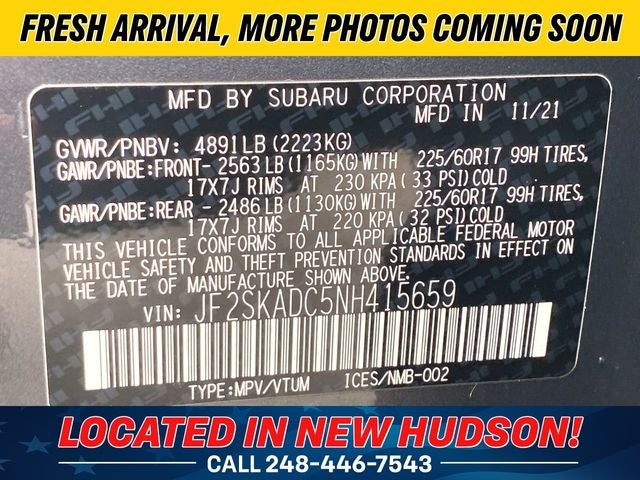 FRESH ARRIVAL, MORE PHOTOS COMING SOON
MFD BY SUBARU CORPORATION
MFD IN 11/21
GVWR/PNBV: 4891LB (2223KG)
GAWR/PNBE:FRONT- 2563 LB (1165KG) WITH 225/60R17 99H TIRES,
17X7J RIMS AT 230 KPA( 33 PSI) COLD
GAWR/PNBE:REAR - 2486 LB (1130KG) WITH 225/60R17 99H TIRES,
17X7J RIMS AT 220 KPA( 32 PSI) COLD
THIS VEHICLE CONFORMS TO ALL APPLICABLE FEDERAL MOTOR
VEHICLE SAFETY AND THEFT PREVENTION STANDARDS IN EFFECT ON
THE DATE OF MANUFACTURE SHOWN ABOVE.
VIN: JF2SKADC5NH415659
TYPE:MPV/VTUM ICES/NMB-002
LOCATED IN NEW HUDSON!
CALL 248-446-7543